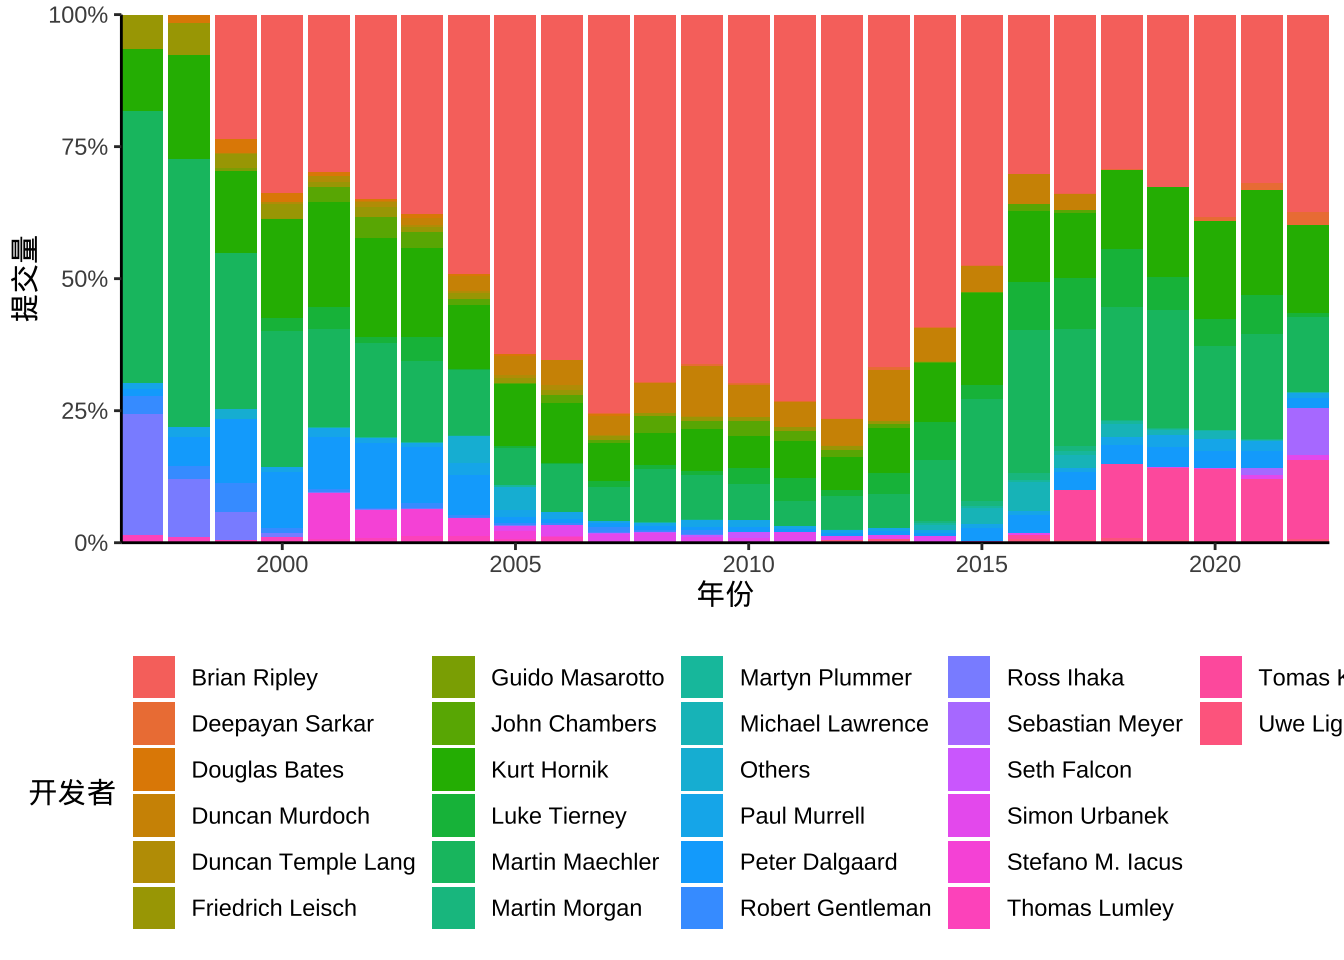 100%
75%
50%
25%
0%
提交量
2000
2005
2010
2015
2020
年份
开发者
Brian Ripley
Deepayan Sarkar
Douglas Bates
Duncan Murdoch
Duncan Temple Lang
Friedrich Leisch
Guido Masarotto
John Chambers
Kurt Hornik
Luke Tierney
Martin Maechler
Martin Morgan
Martyn Plummer
Michael Lawrence
Others
Paul Murrell
Peter Dalgaard
Robert Gentleman
Ross Ihaka
Sebastian Meyer
Seth Falcon
Simon Urbanek
Stefano M. Iacus
Thomas Lumley
Tomas
Uwe